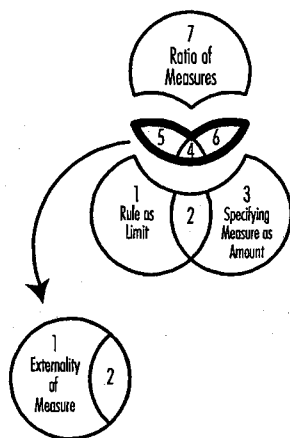 7
Ratio of
Measures
5
4
6
1
Rule as
Limit
2
3
Specifying
Measure as
Amount
1
Externality
of
Measure
2